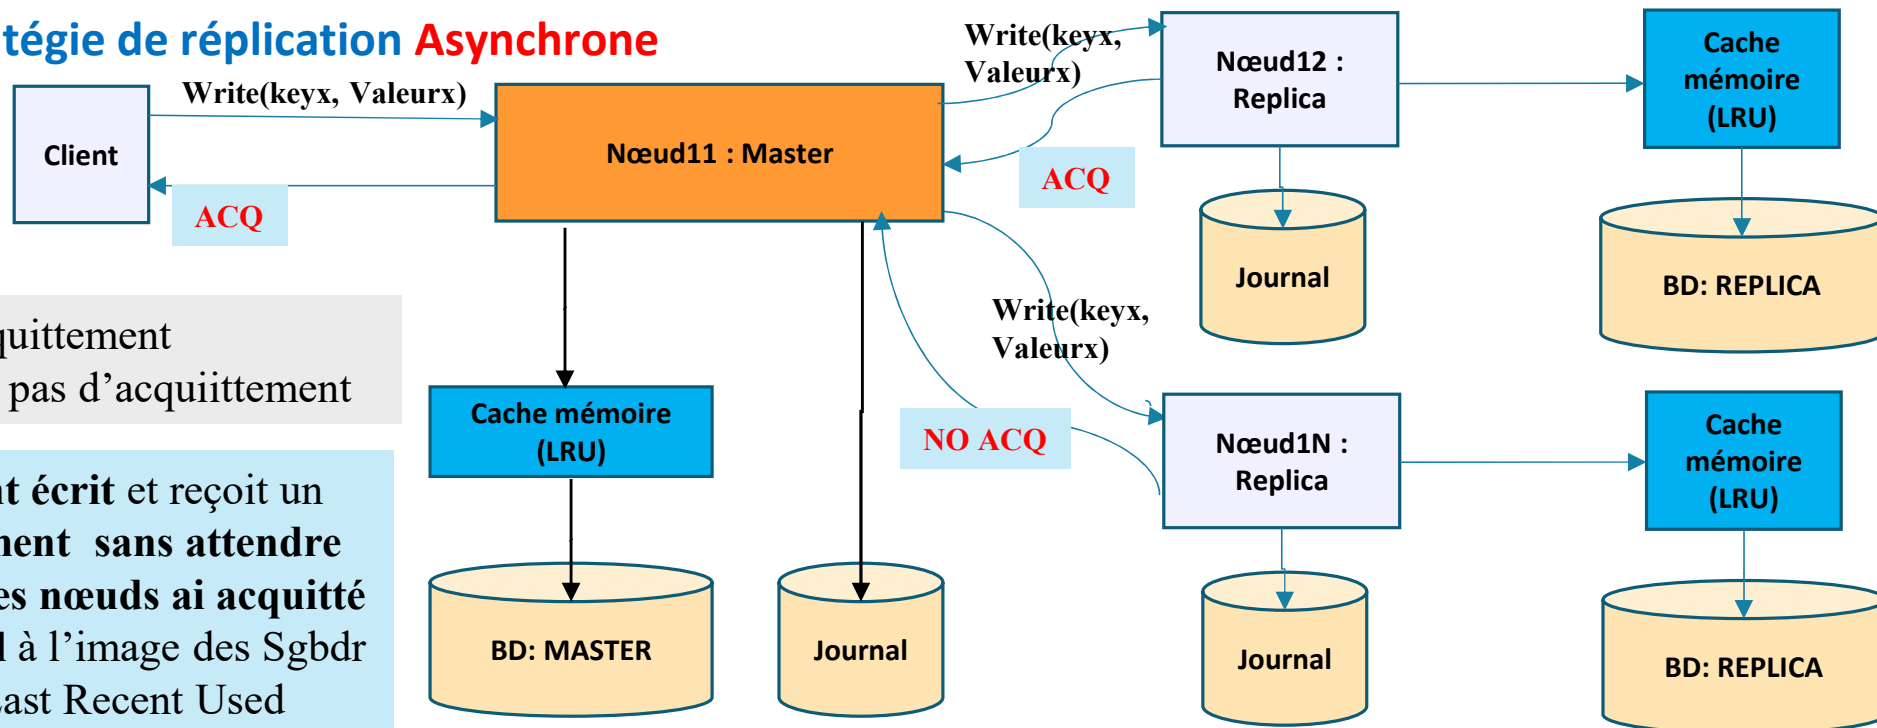 tégie de réplication Asynchrone
Write(keyx, Valeurx)
Client
ACQ
Nœud11 : Master
Write(keyx,
Valeurx)
ACQ
Nœud12 :
Replica
Cache
mémoire
(LRU)
Journal
BD: REPLICA
quittement
pas d’acquiittement
Write(keyx,
Valeurx)
NO ACQ
Cache mémoire
(LRU)
Nœud1N :
Replica
Cache
mémoire
(LRU)
nt écrit et reçoit un
ment sans attendre
es nœuds ai acquitté
l à l’image des Sgbdr
Last Recent Used
BD: MASTER
Journal
Journal
BD: REPLICA